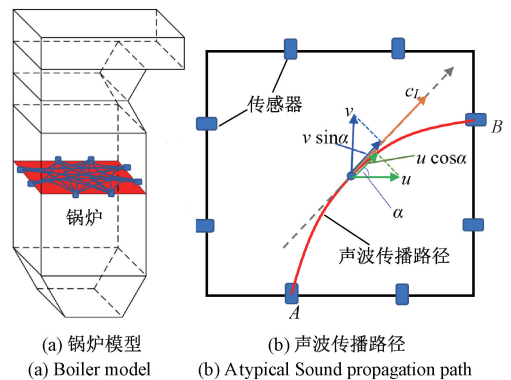 锅炉
传感器
c_L
v
B
v sinα
u cosα
u
α
声波传播路径
A
(a) 锅炉模型
(b) 声波传播路径
(a) Boiler model
(b) Atypical Sound propagation path